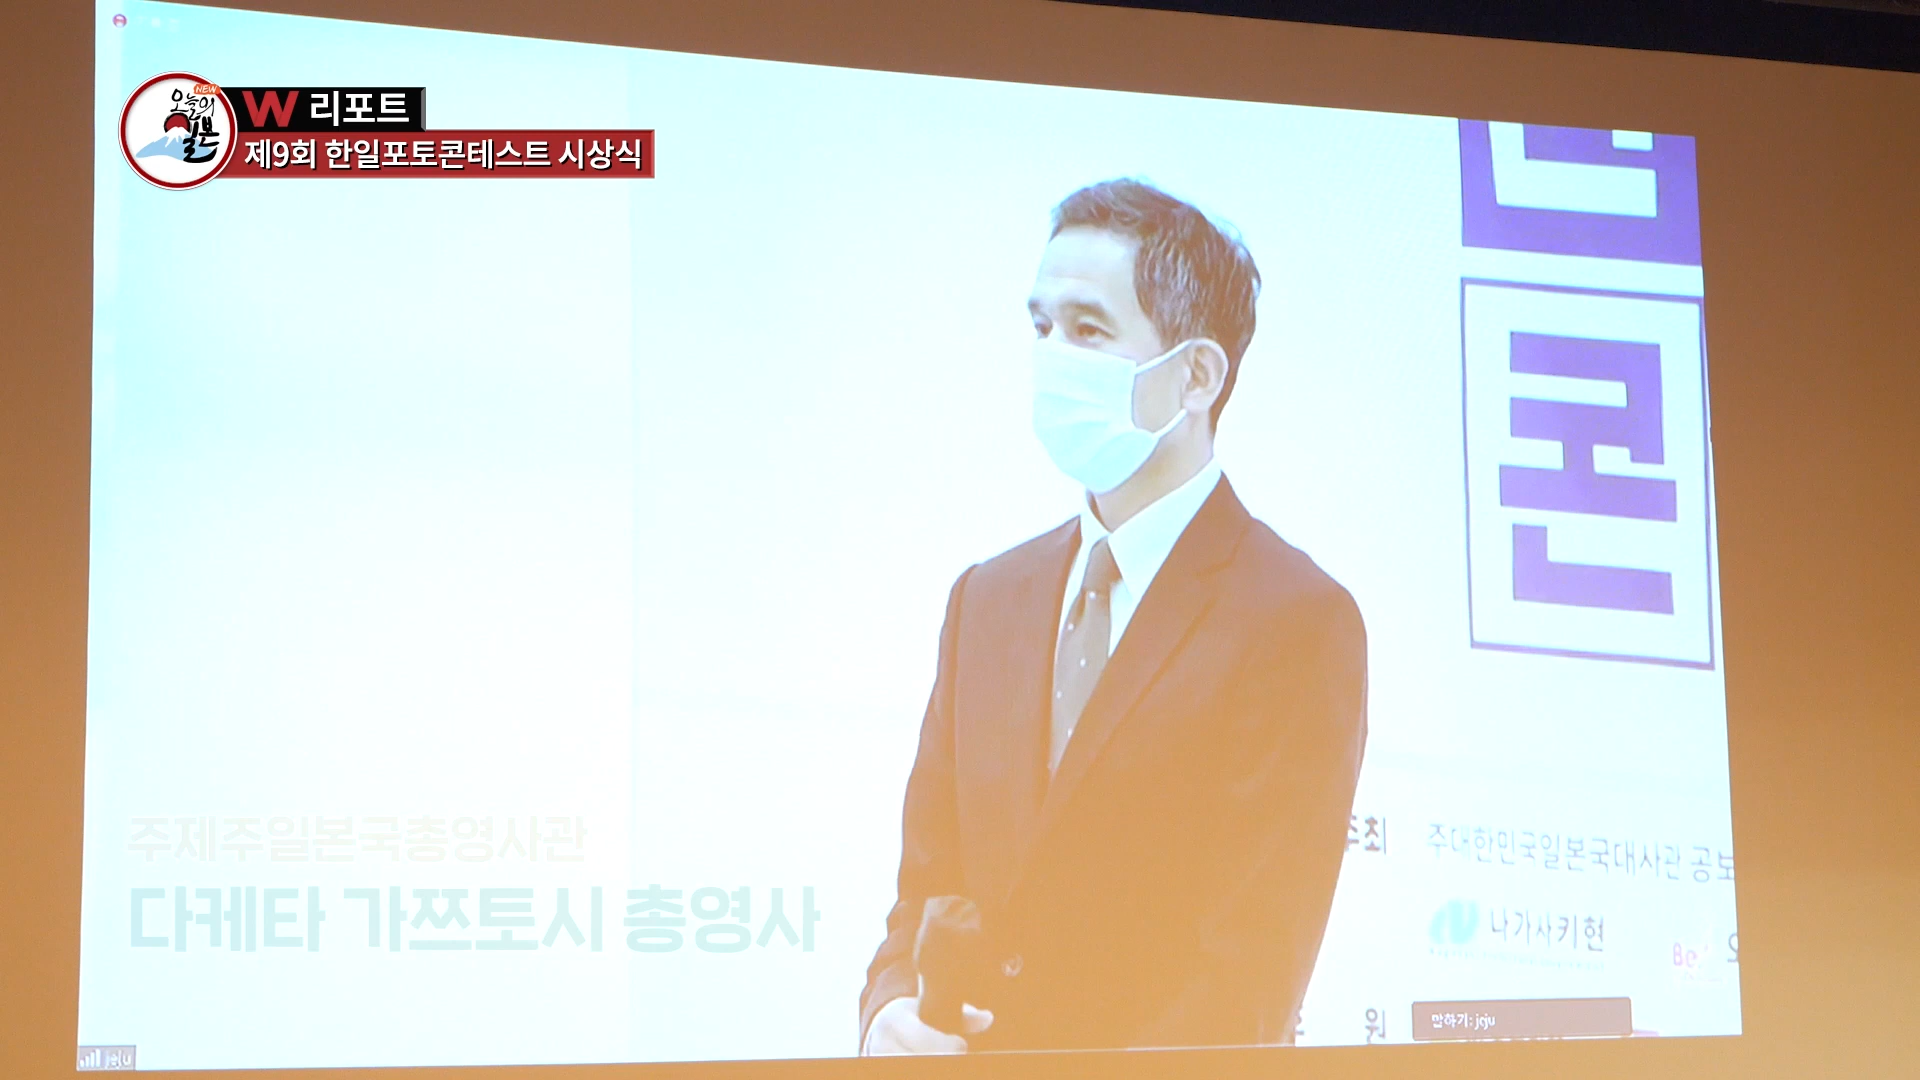 NEW
오늘의
일본
W 리포트
제9회 한일포토콘테스트 시상식
콘
주제주일본국총영사관
다케타 가쯔토시 총영사
주최
주대한민국일본국대사관 공보
나가사키현
원
말하기: jeju
jeju